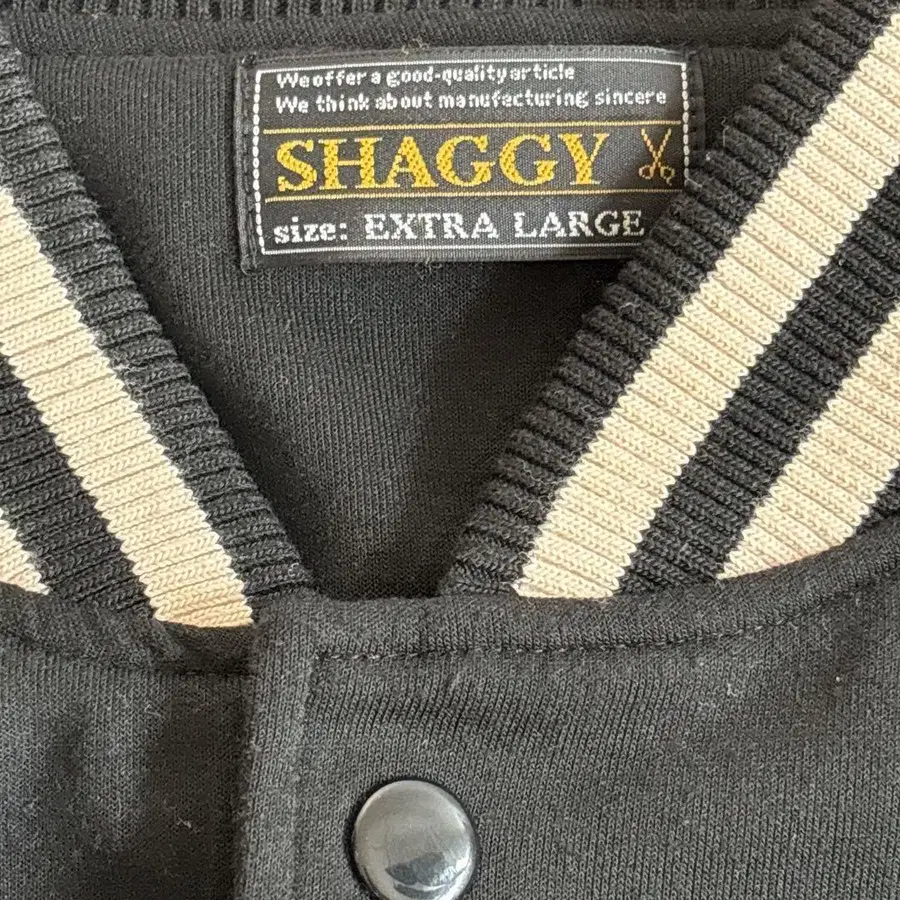 We offer a good-quality article
We think about manufacturing sincere
SHAGGY
size: EXTRA LARGE